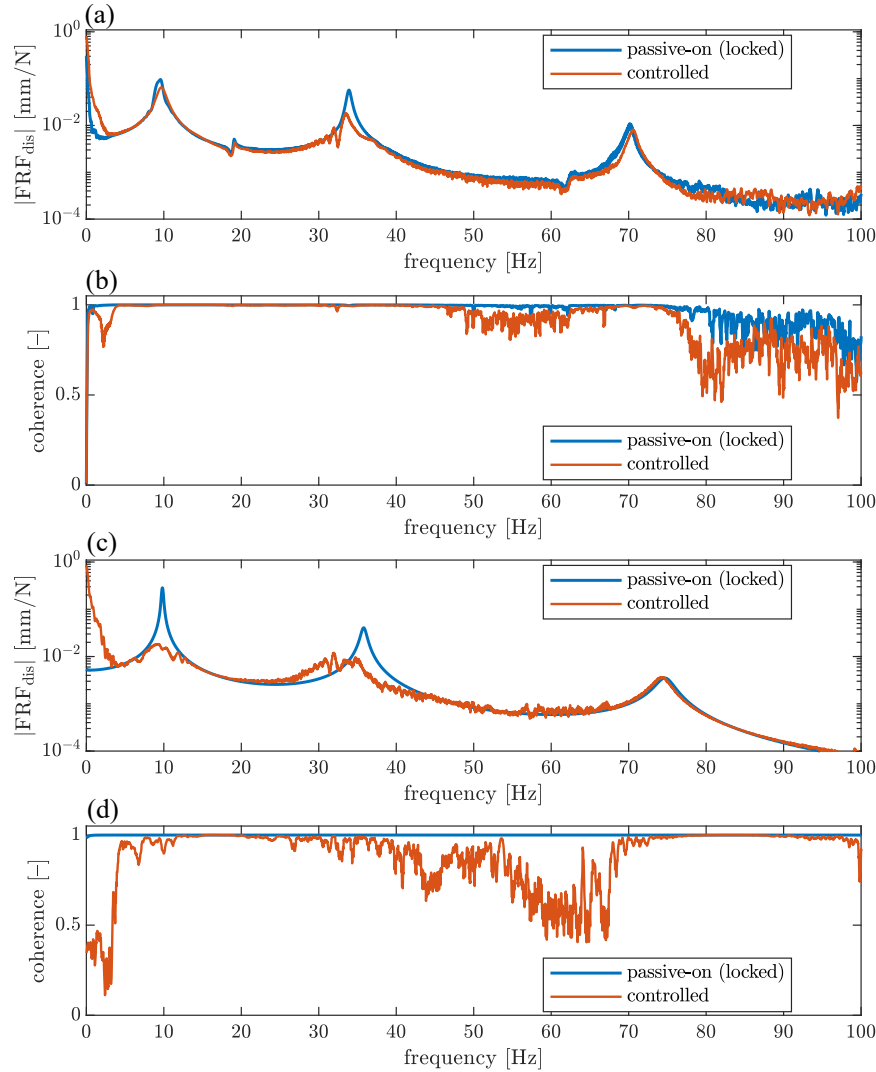 (a)
|FRF_dis| [mm/N]
10^0
10^-2
10^-4
passive-on (locked)
controlled
0 10 20 30 40 50 60 70 80 90 100
frequency [Hz]
(b)
coherence [−]
1
0.5
0
passive-on (locked)
controlled
0 10 20 30 40 50 60 70 80 90 100
frequency [Hz]
(c)
|FRF_dis| [mm/N]
10^0
10^-2
10^-4
passive-on (locked)
controlled
0 10 20 30 40 50 60 70 80 90 100
frequency [Hz]
(d)
coherence [−]
1
0.5
0
passive-on (locked)
controlled
0 10 20 30 40 50 60 70 80 90 100
frequency [Hz]